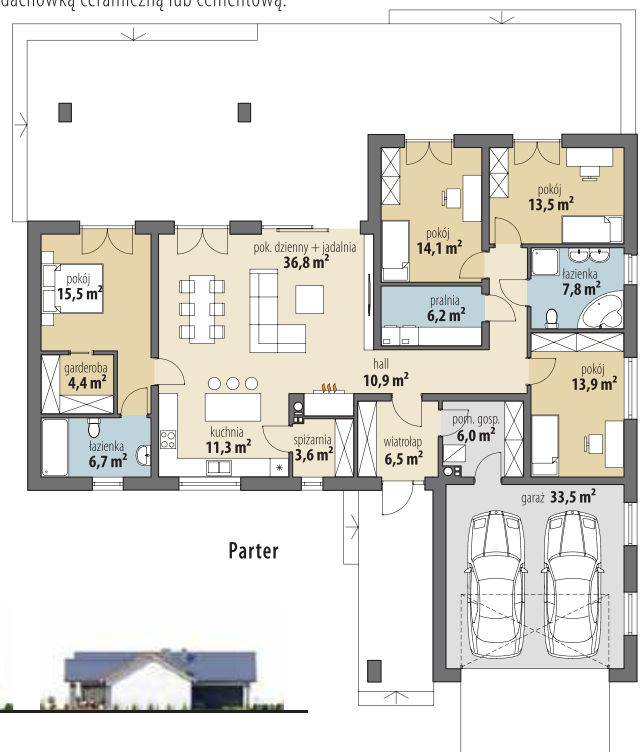 dachówką ceramiczną lub cementową.
pokój
13,5 m²
pokój
14,1 m²
pok. dzienny + jadalnia
36,8 m²
pokój
15,5 m²
łazienka
7,8 m²
pralnia
6,2 m²
hall
10,9 m²
garderoba
4,4 m²
pokój
13,9 m²
kuchnia
11,3 m²
spiżarnia
3,6 m²
wiatrołap
6,5 m²
pom. gosp.
6,0 m²
łazienka
6,7 m²
garaż 33,5 m²
Parter